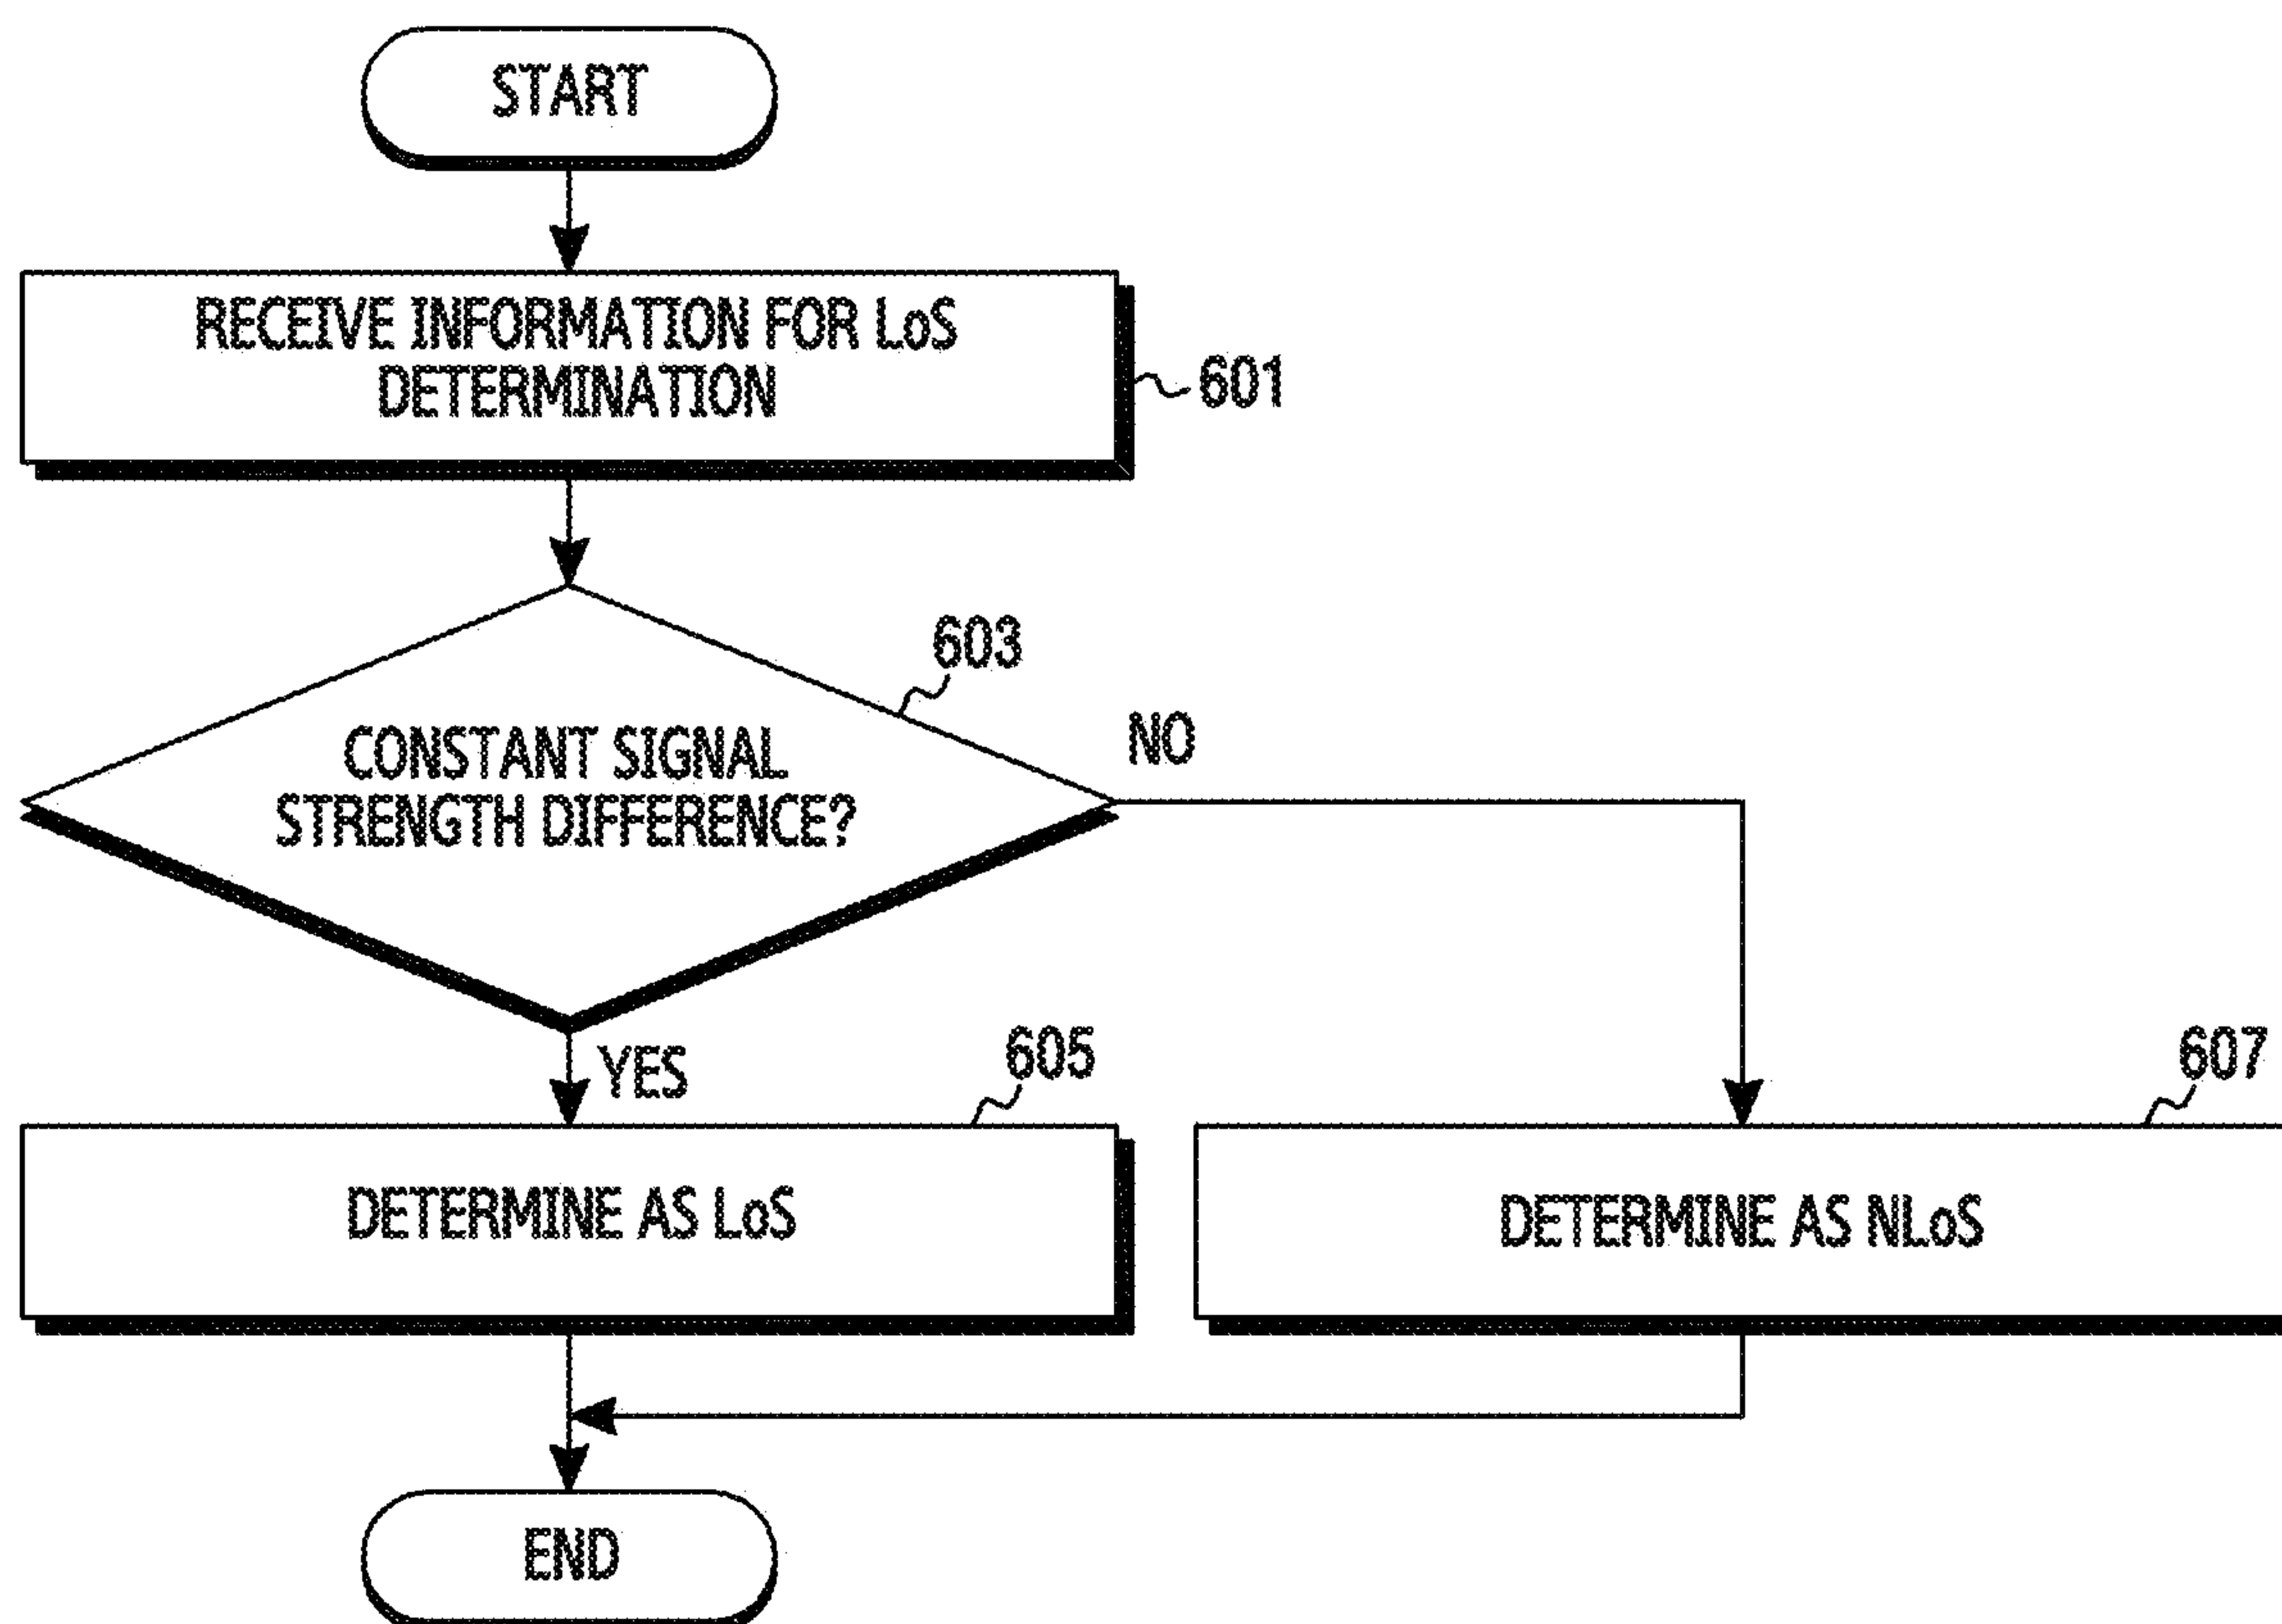 START
RECEIVE INFORMATION FOR LoS
DETERMINATION
601
603
CONSTANT SIGNAL
STRENGTH DIFFERENCE?
NO
YES
605
607
DETERMINE AS LoS
DETERMINE AS NLoS
END